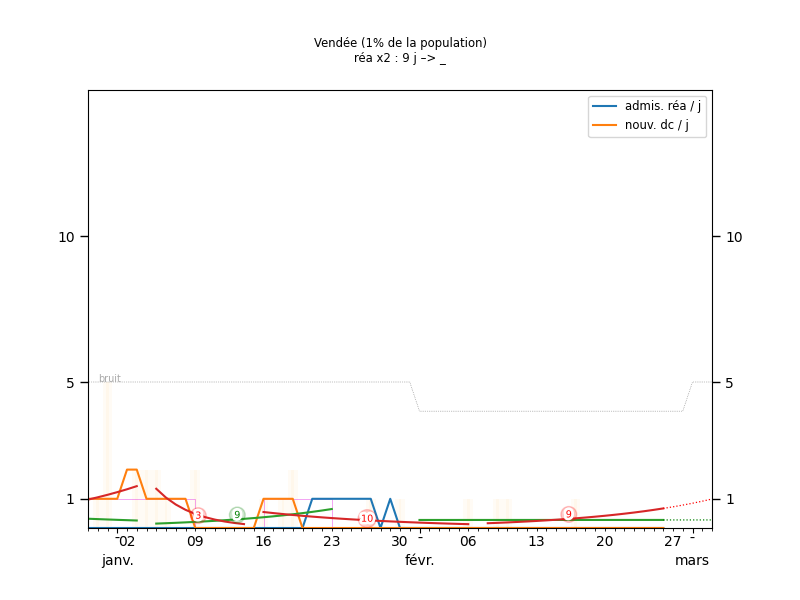 Vendée (1% de la population)
réa x2 : 9 j –> _
admis. réa / j
nouv. dc / j
10
10
bruit
5
5
1
1
3
9
10
9
02
09
16
23
30
06
13
20
27
janv.
févr.
mars